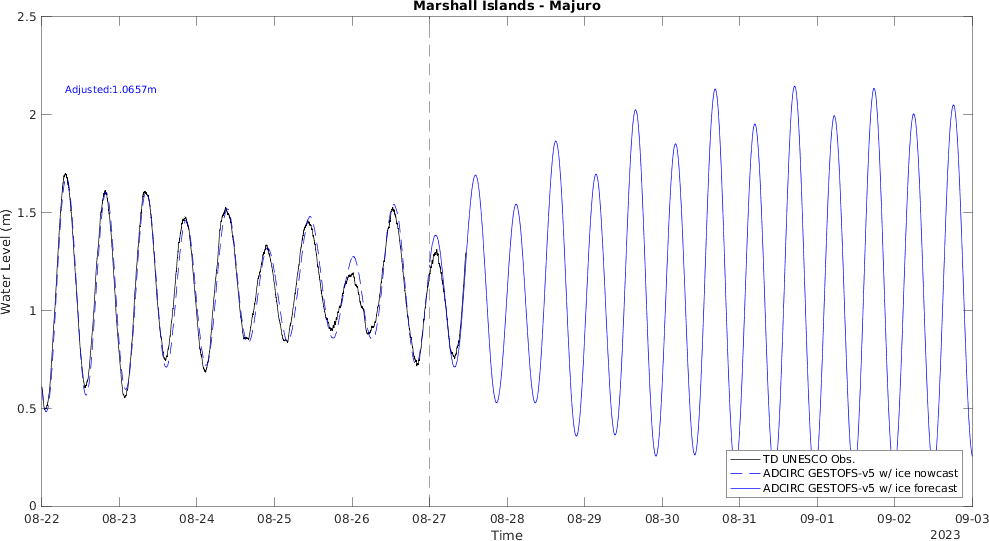 Marshall Islands - Majuro
2.5
Adjusted:1.0657m
2
1.5
Water Level (m)
1
0.5
TD UNESCO Obs.
ADCIRC GESTOFS-v5 w/ ice nowcast
ADCIRC GESTOFS-v5 w/ ice forecast
0
08-22 08-23 08-24 08-25 08-26 08-27 08-28 08-29 08-30 08-31 09-01 09-02 09-03
Time
2023